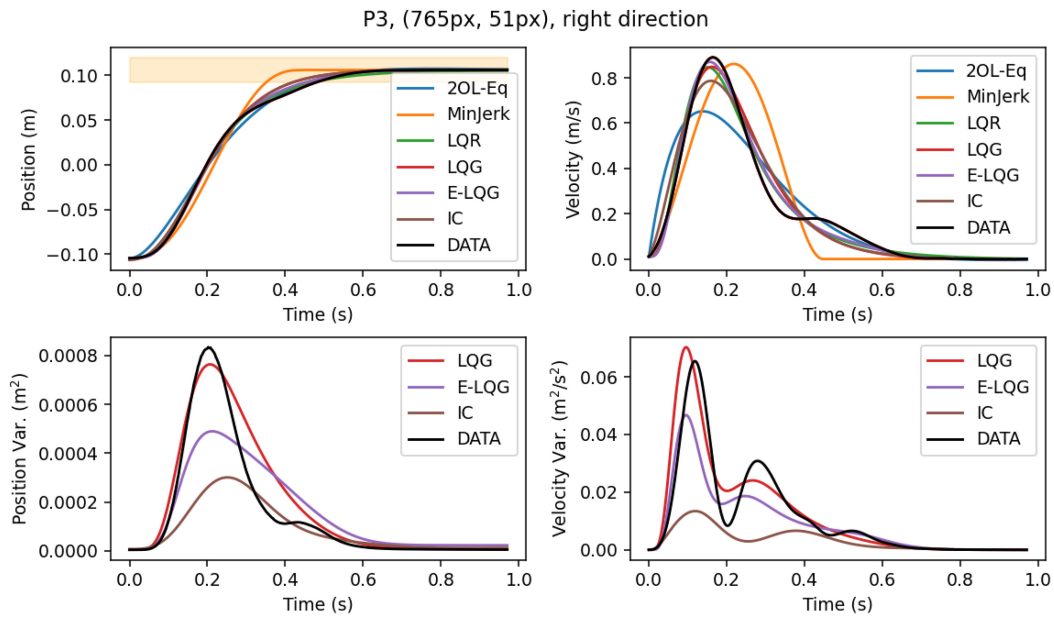 P3, (765px, 51px), right direction
Position (m)
0.10
0.05
0.00
−0.05
−0.10
0.0 0.2 0.4 0.6 0.8 1.0
Time (s)
2OL-Eq
MinJerk
LQR
LQG
E-LQG
IC
DATA
Velocity (m/s)
0.8
0.6
0.4
0.2
0.0
0.0 0.2 0.4 0.6 0.8 1.0
Time (s)
2OL-Eq
MinJerk
LQR
LQG
E-LQG
IC
DATA
Position Var. (m²)
0.0008
0.0006
0.0004
0.0002
0.0000
0.0 0.2 0.4 0.6 0.8 1.0
Time (s)
LQG
E-LQG
IC
DATA
Velocity Var. (m²/s²)
0.06
0.04
0.02
0.00
0.0 0.2 0.4 0.6 0.8 1.0
Time (s)
LQG
E-LQG
IC
DATA